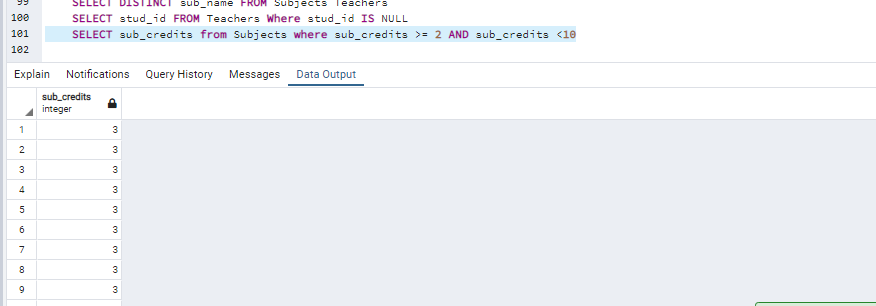 99 SELECT DISTINCT sub_name FROM Subjects Teachers
100 SELECT stud_id FROM Teachers Where stud_id IS NULL
101 SELECT sub_credits from Subjects where sub_credits >= 2 AND sub_credits <10
102
Explain Notifications Query History Messages Data Output
sub_credits
integer
1 3
2 3
3 3
4 3
5 3
6 3
7 3
8 3
9 3